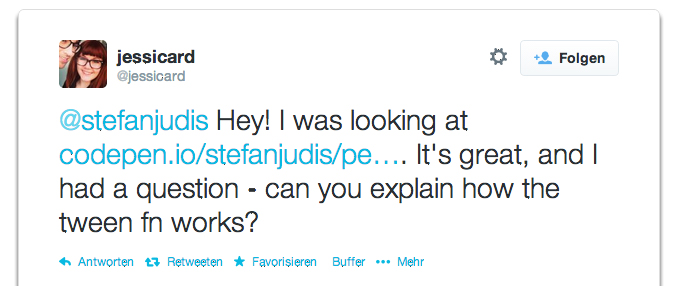 jessicard
@jessicard
Folgen
@stefanjudis Hey! I was looking at
codepen.io/stefanjudis/pe…. It's great, and I
had a question - can you explain how the
tween fn works?
Antworten Retweeten Favorisieren Buffer Mehr